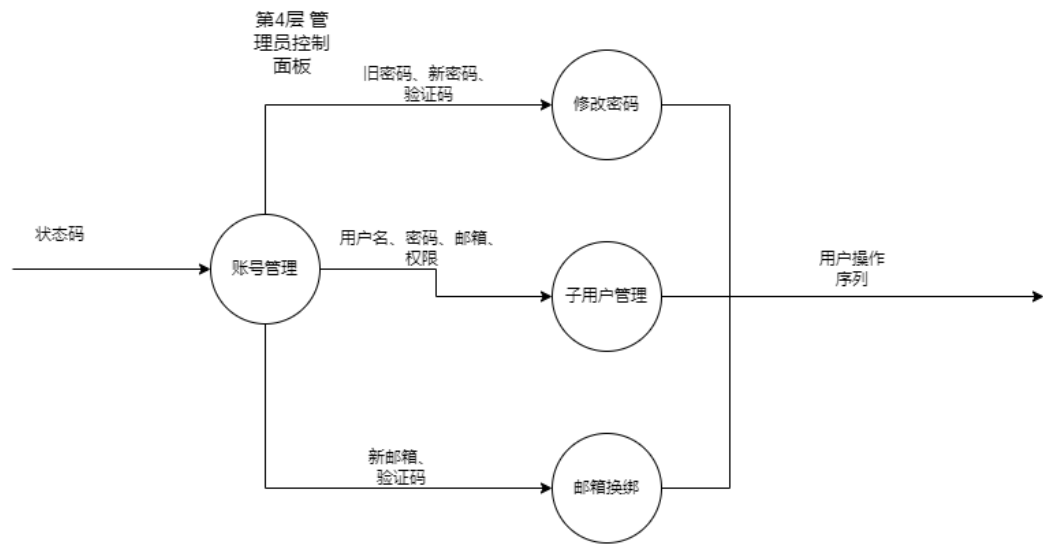 第4层 管
理员控制
面板
旧密码、新密码、
验证码
修改密码
状态码
账号管理
用户名、密码、邮箱、
权限
子用户管理
用户操作
序列
新邮箱、
验证码
邮箱换绑